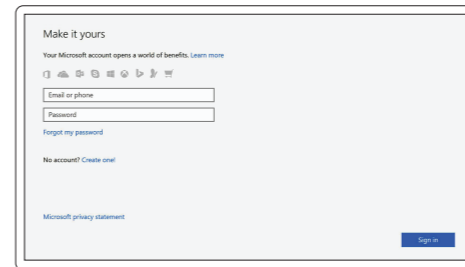 Make it yours
Your Microsoft account opens a world of benefits. Learn more
Email or phone
Password
Forgot my password
No account? Create one!
Microsoft privacy statement
Sign in